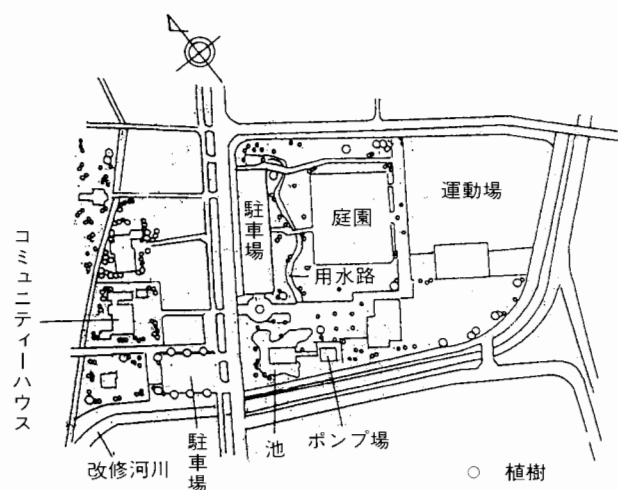 駐車場
庭園
運動場
用水路
コミュニティーハウス
改修河川
駐車場
池
ポンプ場
○ 植樹